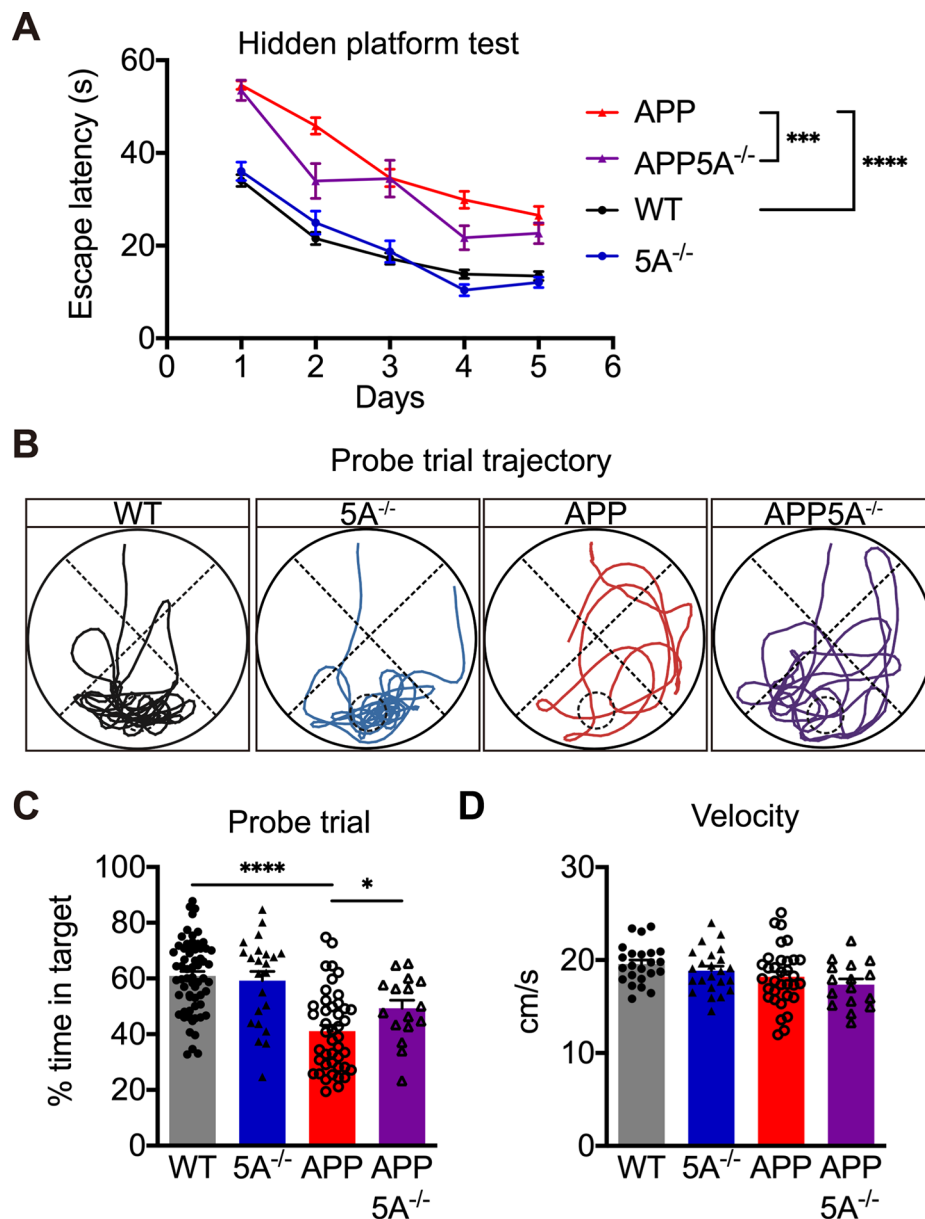 A
Hidden platform test
Escape latency (s)
60
40
20
0
0 1 2 3 4 5 6
Days
APP
APP5A-/-
WT
5A-/-
***
****
B
Probe trial trajectory
WT 5A-/- APP APP5A-/-
C
Probe trial
% time in target
100
80
60
40
20
0
**** *
WT 5A-/- APP APP
5A-/-
D
Velocity
cm/s
30
20
10
0
WT 5A-/- APP APP
5A-/-